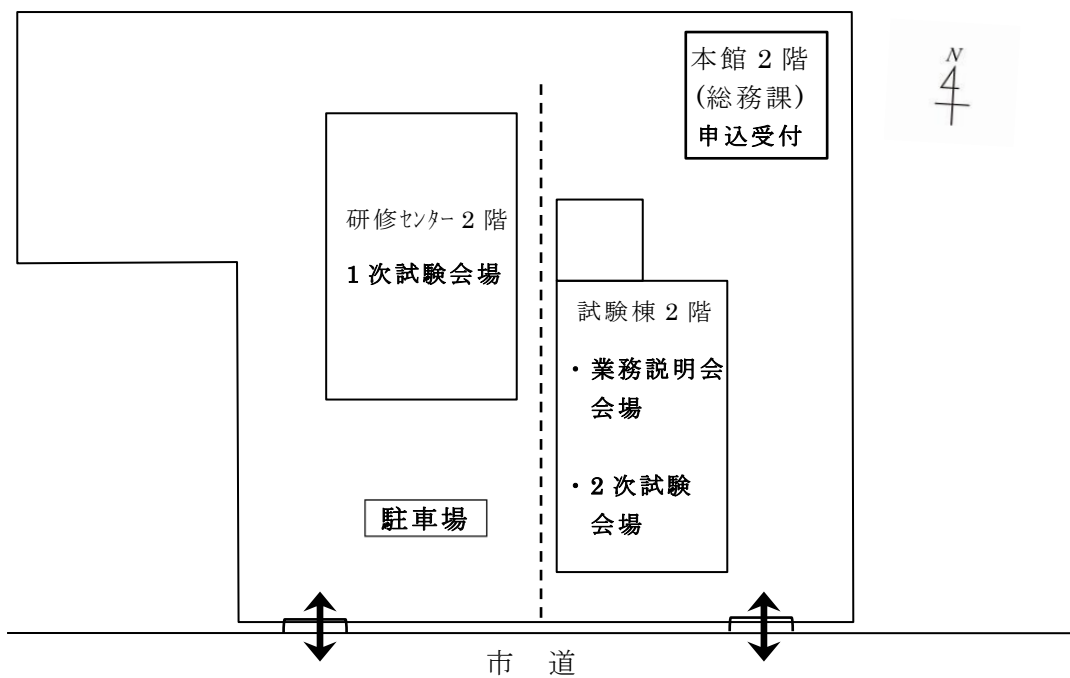 本館２階
(総務課)
申込受付
N
研修ｾﾝﾀｰ２階
１次試験会場
試験棟２階
・業務説明会
会場
・２次試験
会場
駐車場
市　道